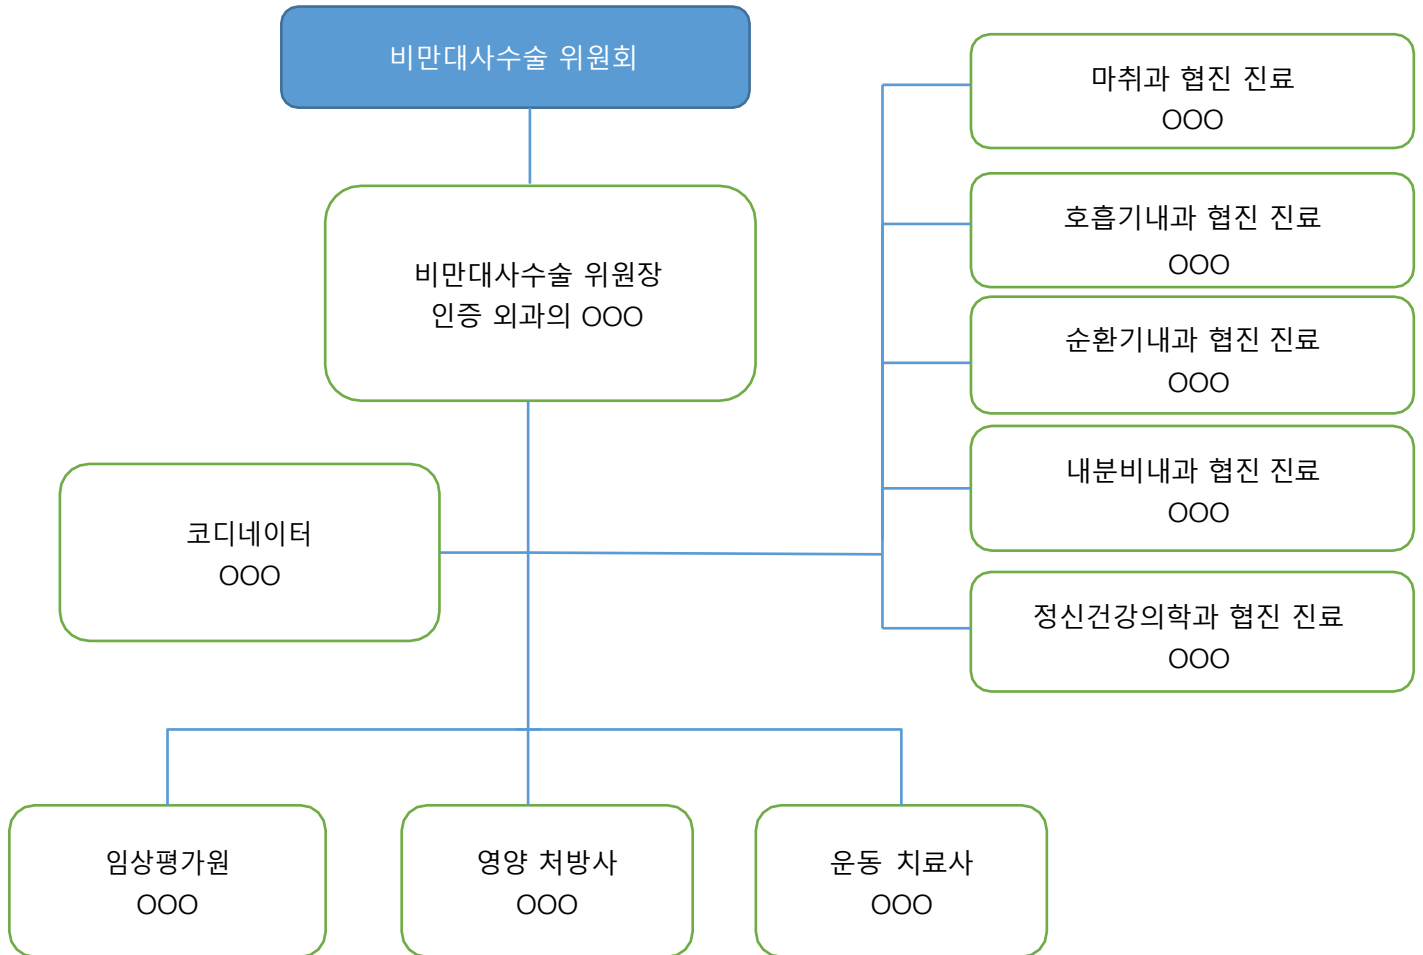 비만대사수술 위원회
비만대사수술 위원장
인증 외과의 OOO
마취과 협진 진료
OOO
호흡기내과 협진 진료
OOO
순환기내과 협진 진료
OOO
내분비내과 협진 진료
OOO
정신건강의학과 협진 진료
OOO
코디네이터
OOO
임상평가원
OOO
영양 처방사
OOO
운동 치료사
OOO